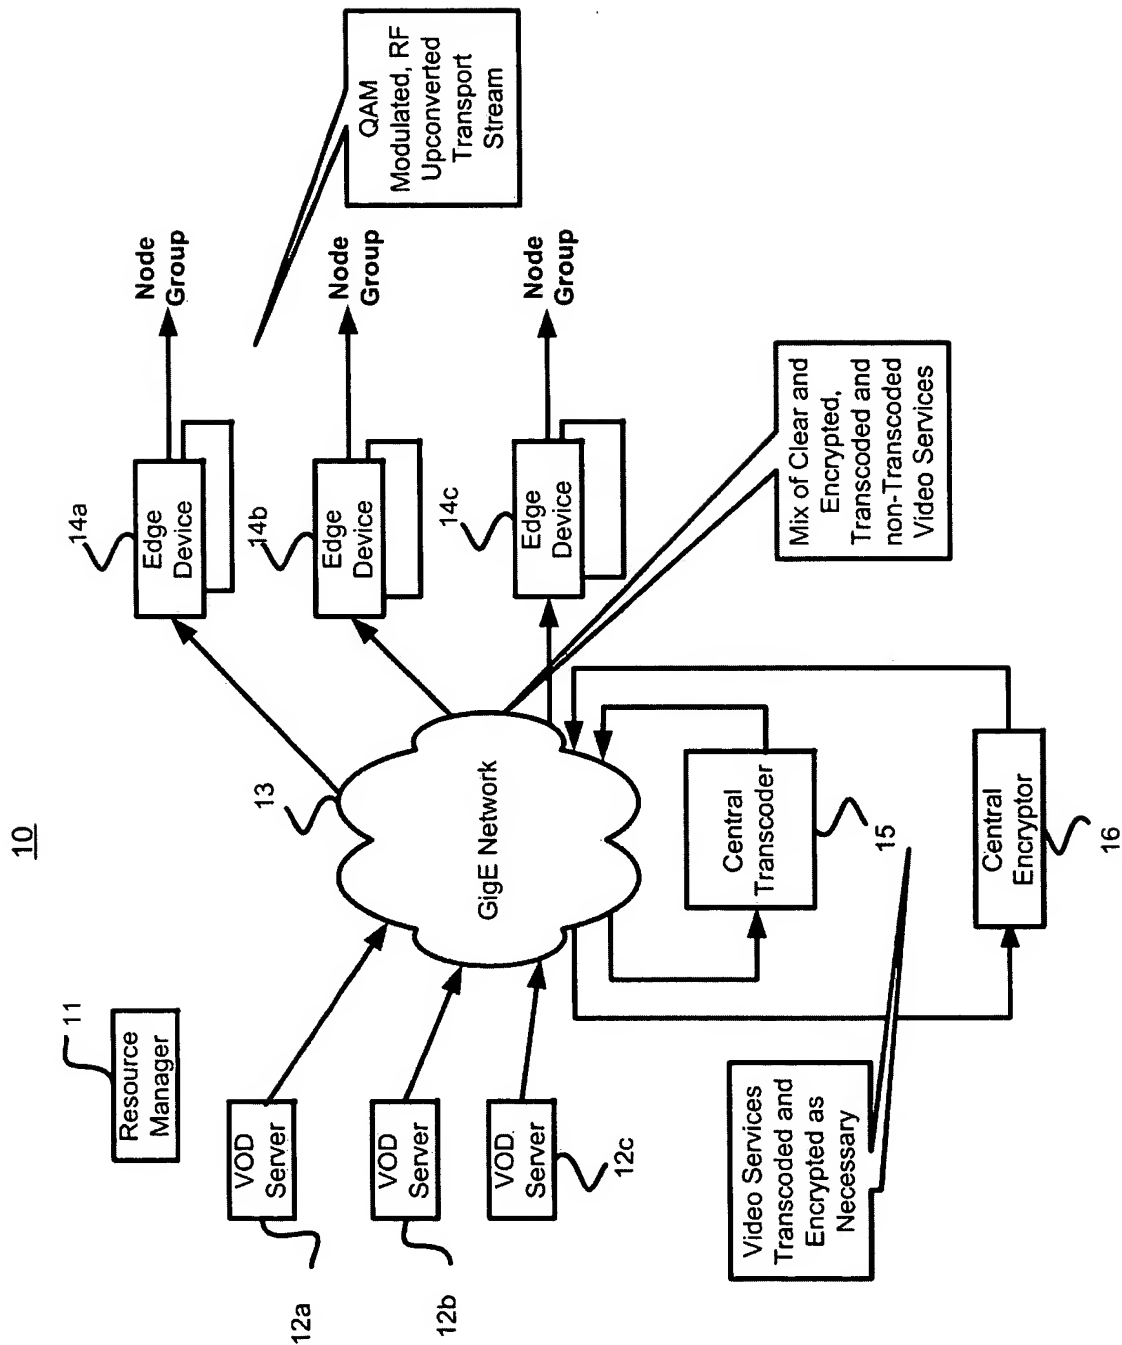 10
11
Resource
Manager
12a
VOD
Server
12b
VOD
Server
12c
VOD
Server
13
GigE Network
14a
Edge
Device
Node
Group
14b
Edge
Device
Node
Group
14c
Edge
Device
Node
Group
QAM
Modulated, RF
Upconverted
Transport
Stream
Mix of Clear and
Encrypted,
Transcoded and
non-Transcoded
Video Services
Central
Transcoder
15
Central
Encryptor
16
Video Services
Transcoded and
Encrypted as
Necessary